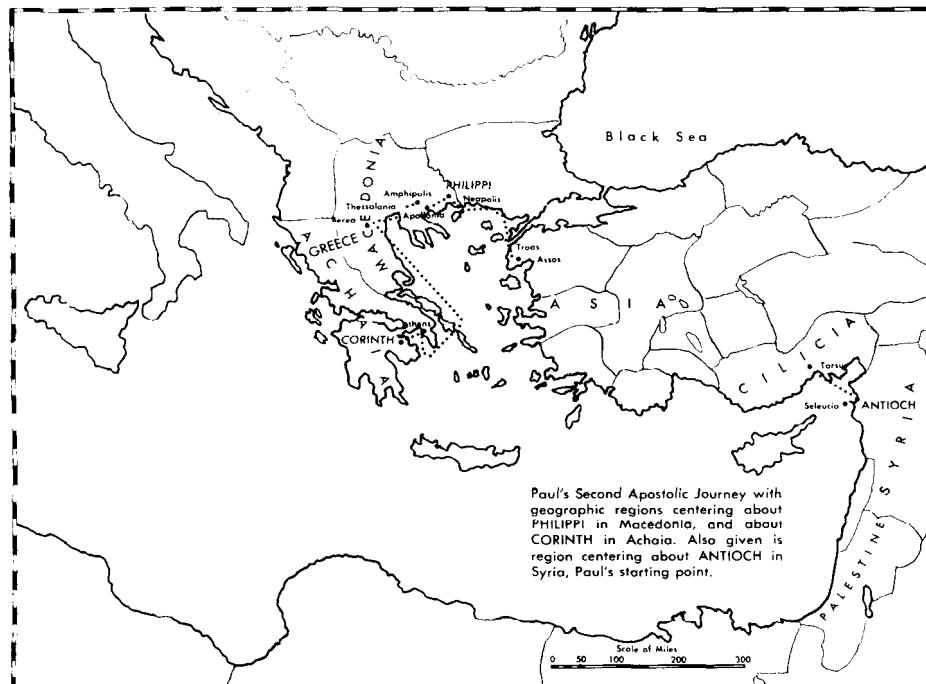 Black Sea
MACEDONIA
PHILIPPI
Amphipolis
Neapolis
Thessalonia
Apollonia
Berea
GREECE
ACHAIA
Troas
Assos
ASIA
Athens
CORINTH
CILICIA
Tarsu
Seleucia
ANTIOCH
SYRIA
Paul's Second Apostolic Journey with
geographic regions centering about
PHILIPPI in Macedonia, and about
CORINTH in Achaia. Also given is
region centering about ANTIOCH in
Syria, Paul's starting point.
PALESTINE
Scale of Miles
0 50 100 200 300